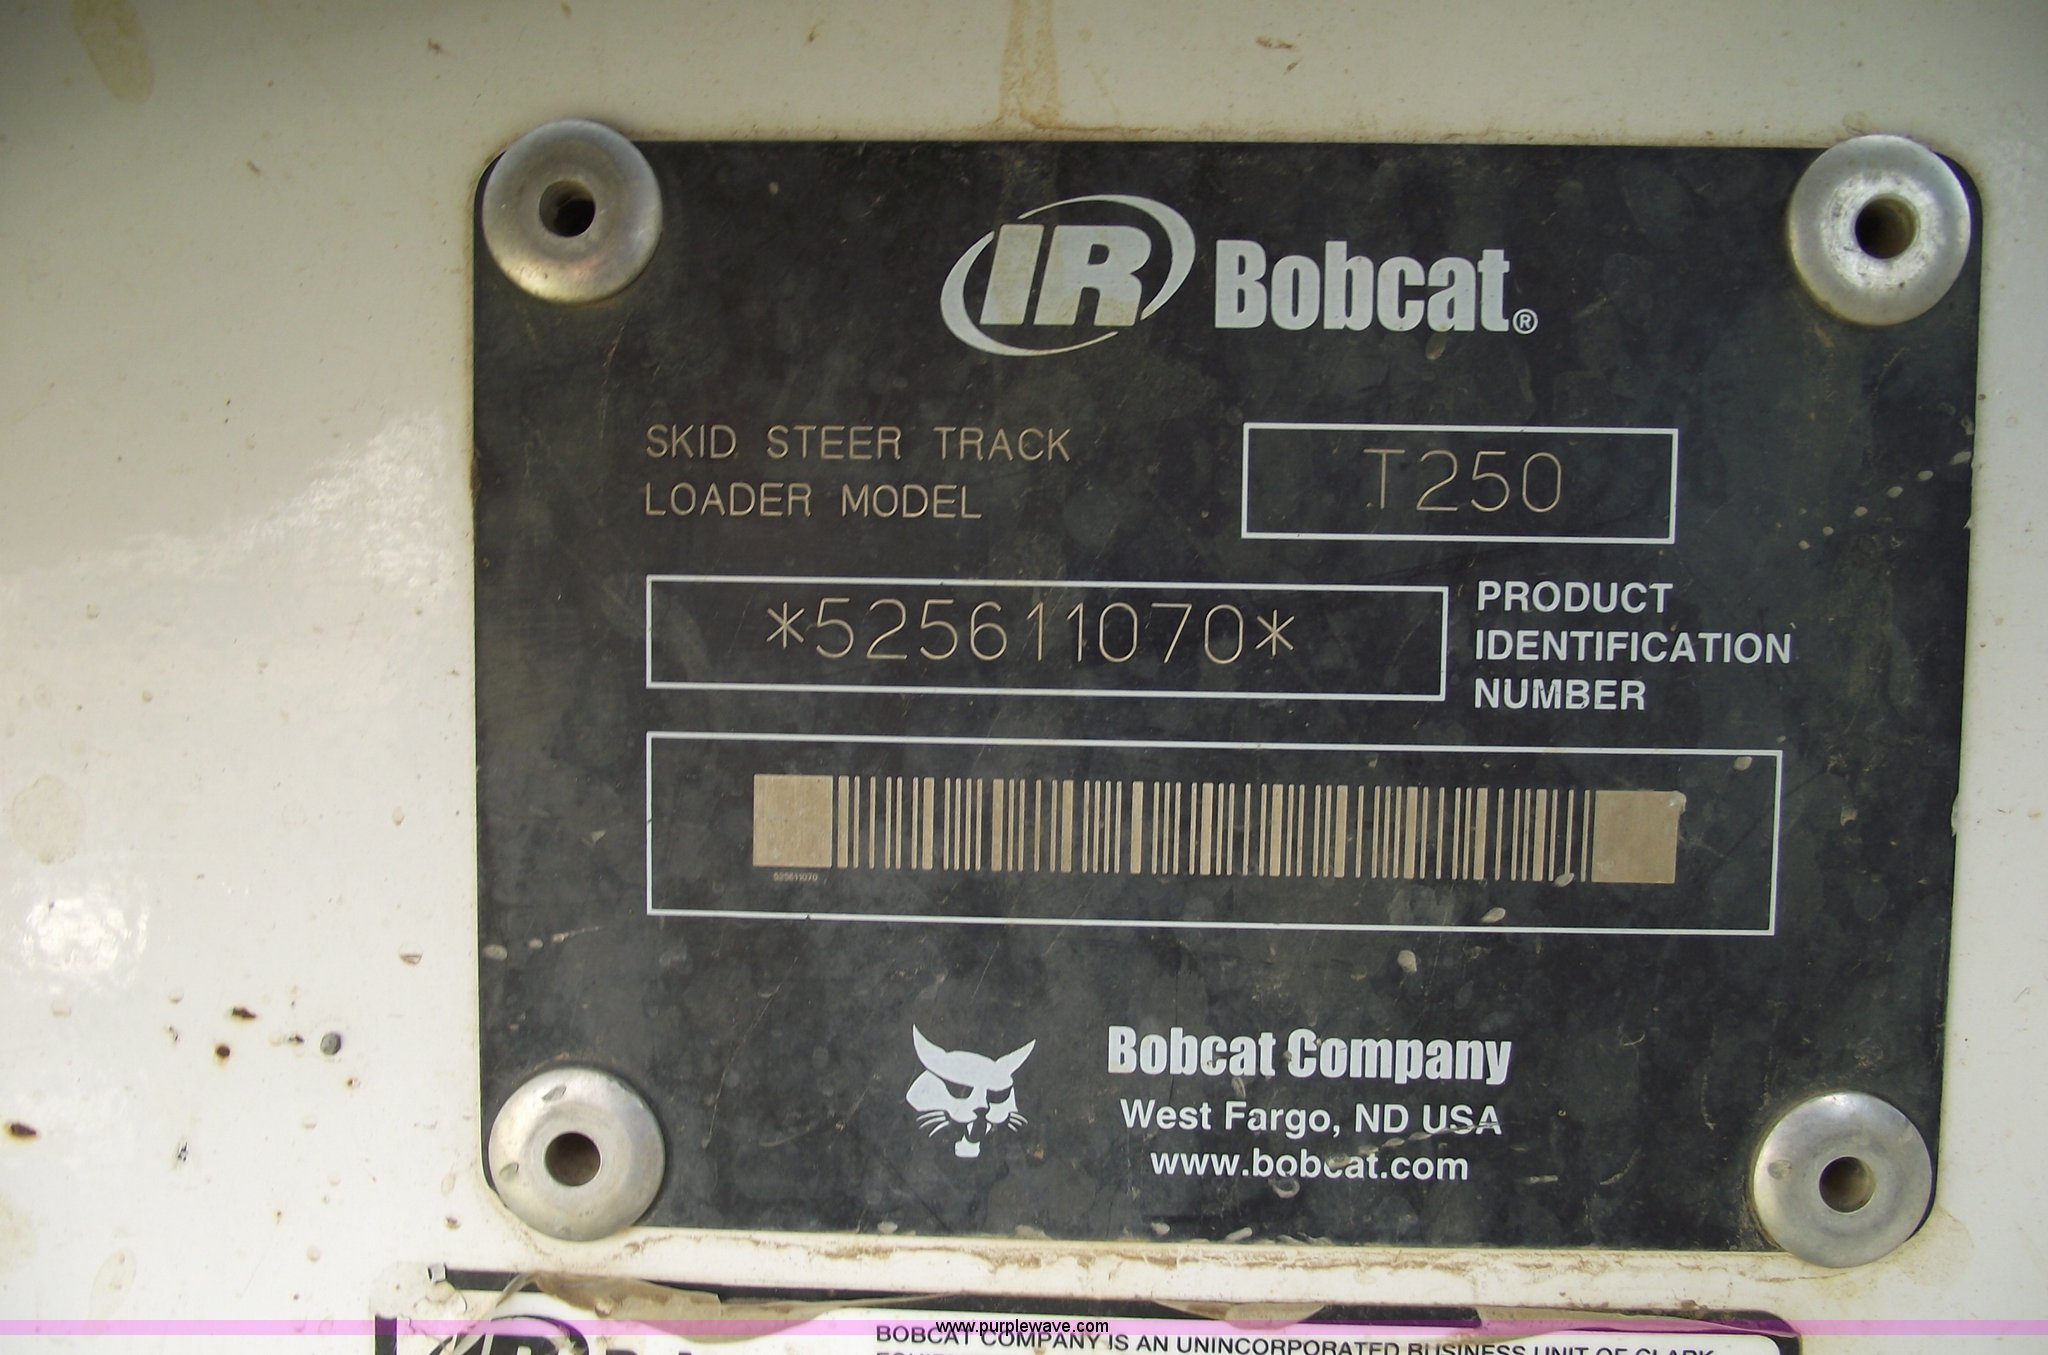 IR Bobcat®
SKID STEER TRACK
LOADER MODEL
T250
*525611070*
PRODUCT
IDENTIFICATION
NUMBER
525611070
Bobcat Company
West Fargo, ND USA
www.bobcat.com
www.purplewave.com
BOBCAT COMPANY IS AN UNINCORPORATED BUSINESS UNIT OF CLARK